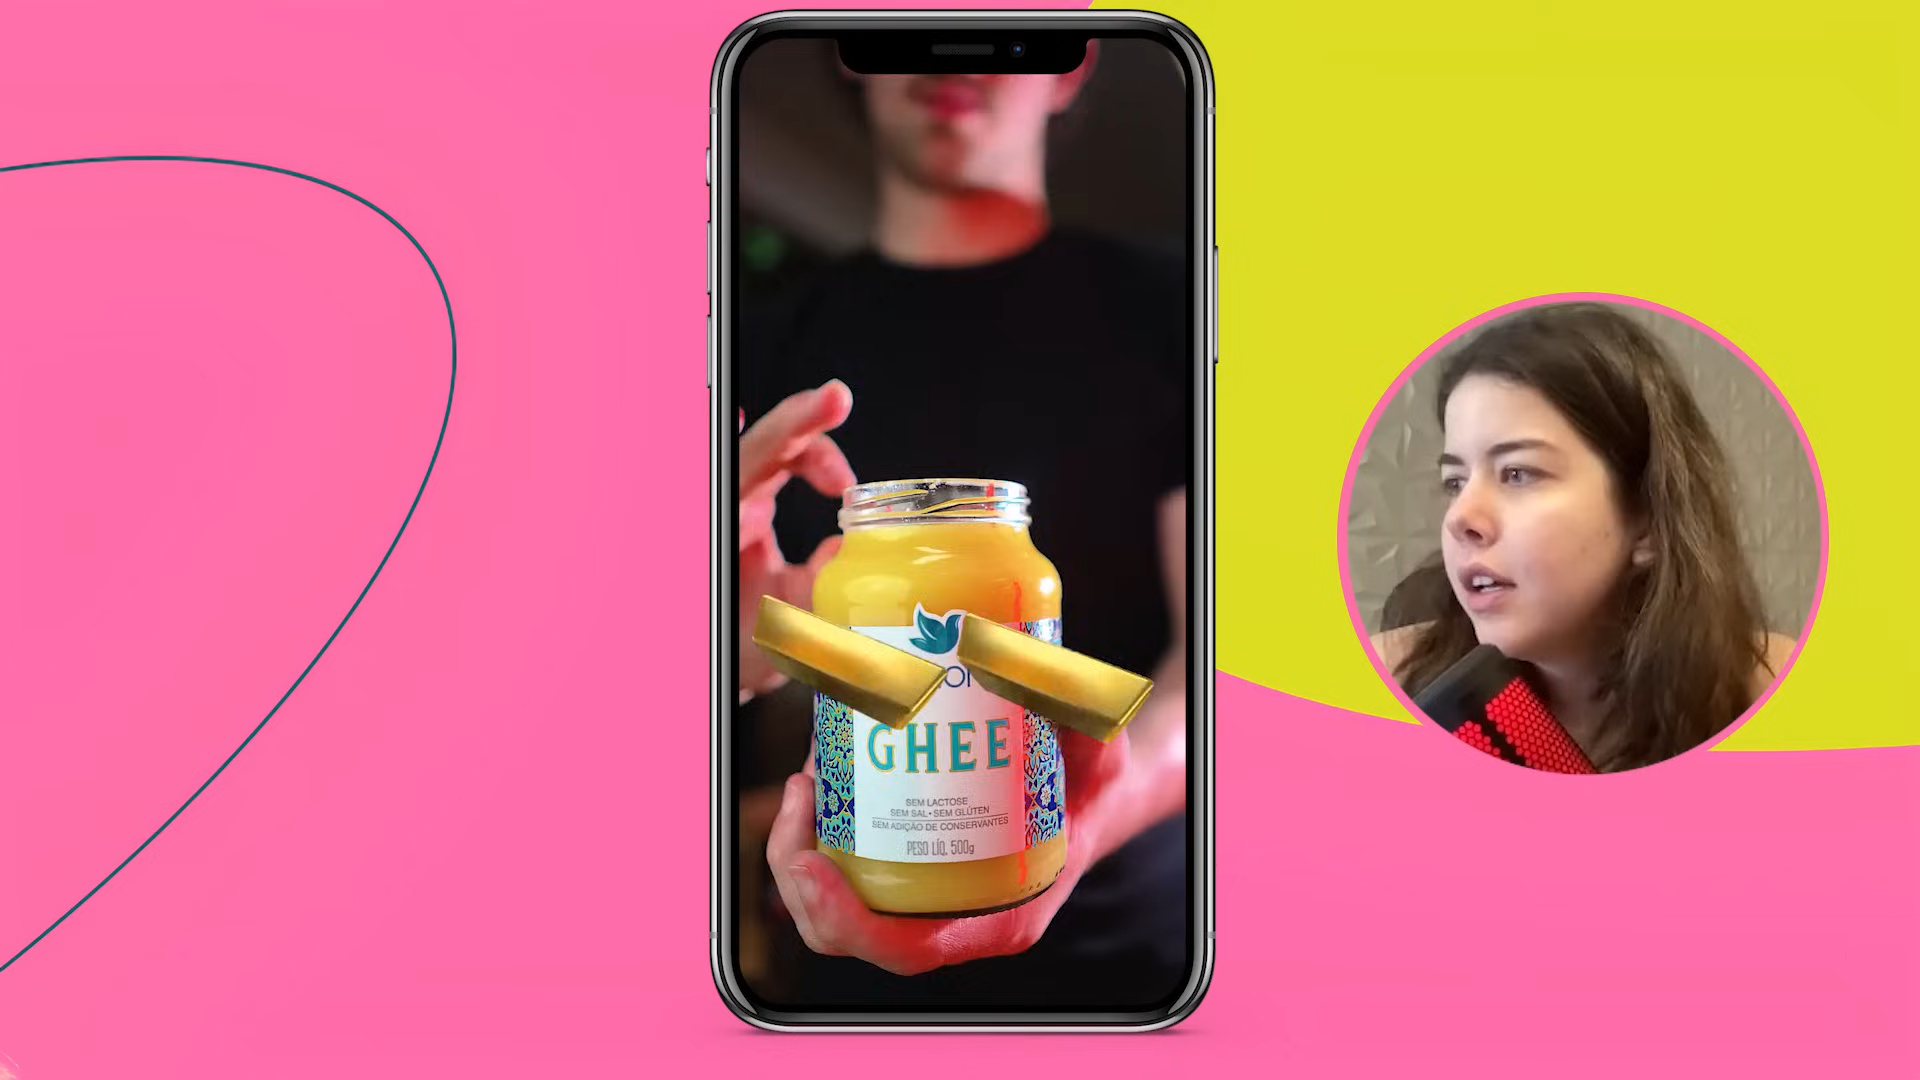 GHEE
SEM LACTOSE
SEM SAL•SEM GLÚTEN
SEM ADIÇÃO DE CONSERVANTES
PESO LÍQ. 500g